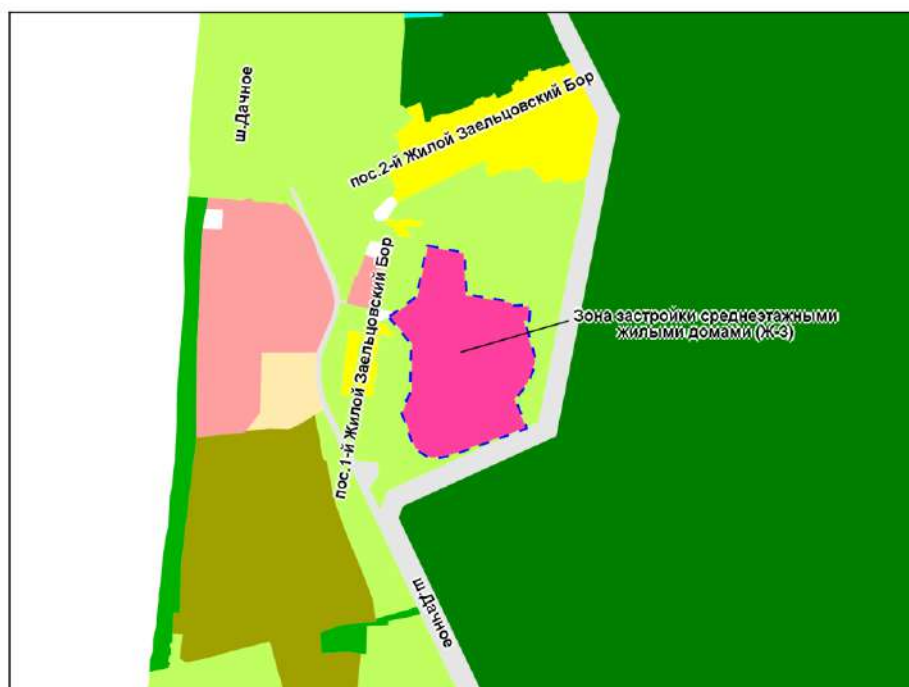 ш.Дачное
пос.2-й Жилой Заельцовский Бор
пос.1-й Жилой Заельцовский Бор
Зона застройки среднеэтажными
жилыми домами (Ж-3)
ш.Дачное